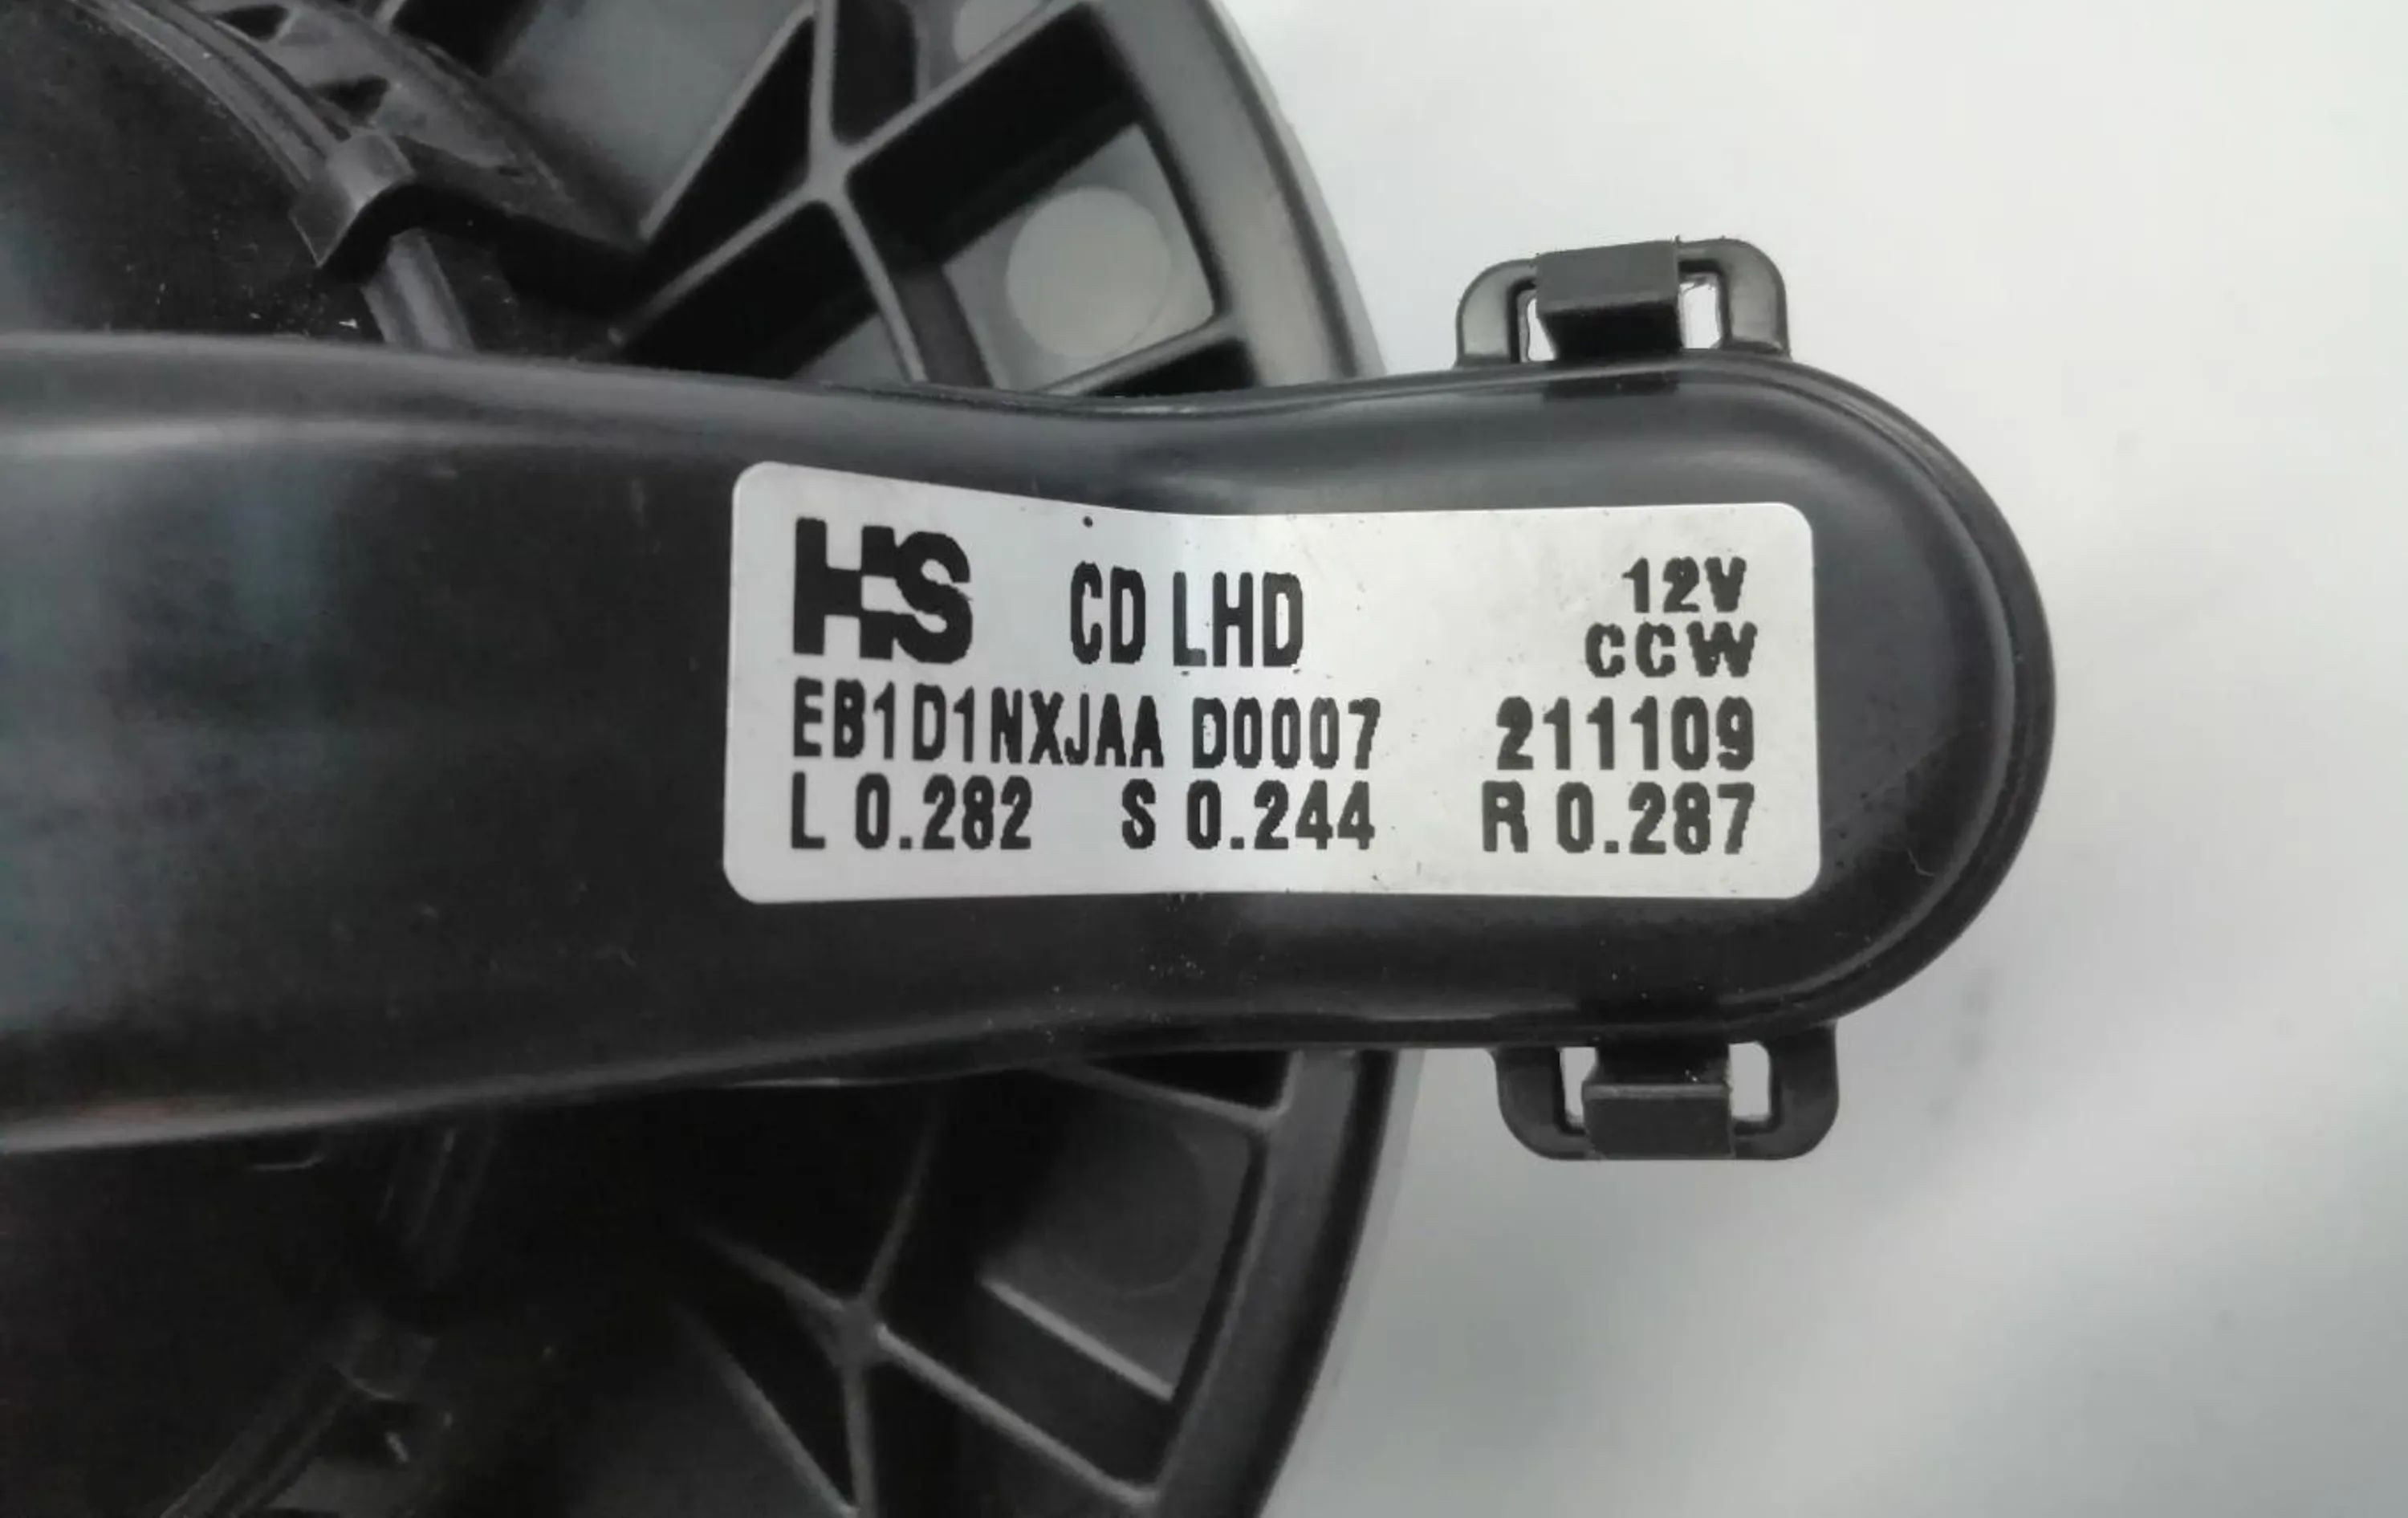 HS CD LHD 12V
CCW
EB1D1NXJAA D0007 211109
L 0.282 S 0.244 R 0.287